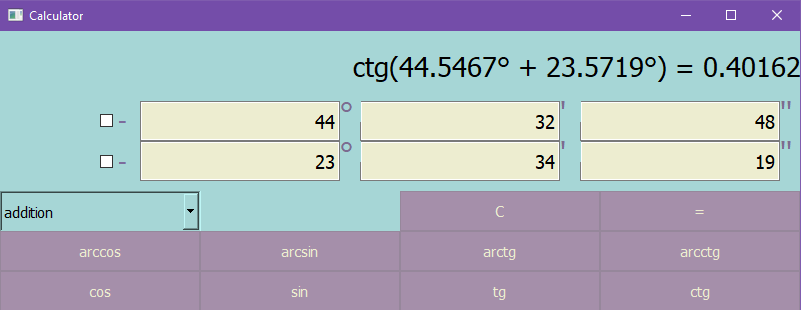 Calculator
ctg(44.5467° + 23.5719°) = 0.40162
- 44° 32' 48"
- 23° 34' 19"
addition C =
arccos arcsin arctg arcctg
cos sin tg ctg